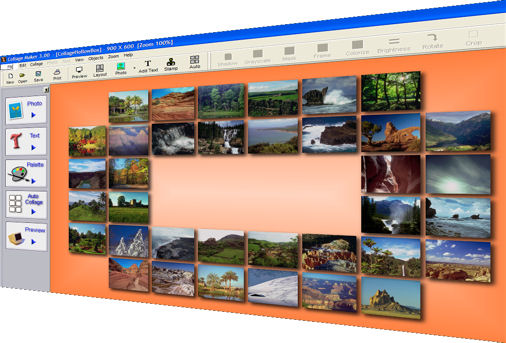 Collage Maker 3.00 - [CollageHollowBox] - 900 X 600 [Zoom 100%]
File Edit Collage View Objects Zoom Help
New Open Save Print Preview Layout Photo Add Text Stamp Auto Shadow Grayscale Mask Frame Colorize Brightness Rotate Crop
Photo
Text
Palette
Auto
Collage
Preview